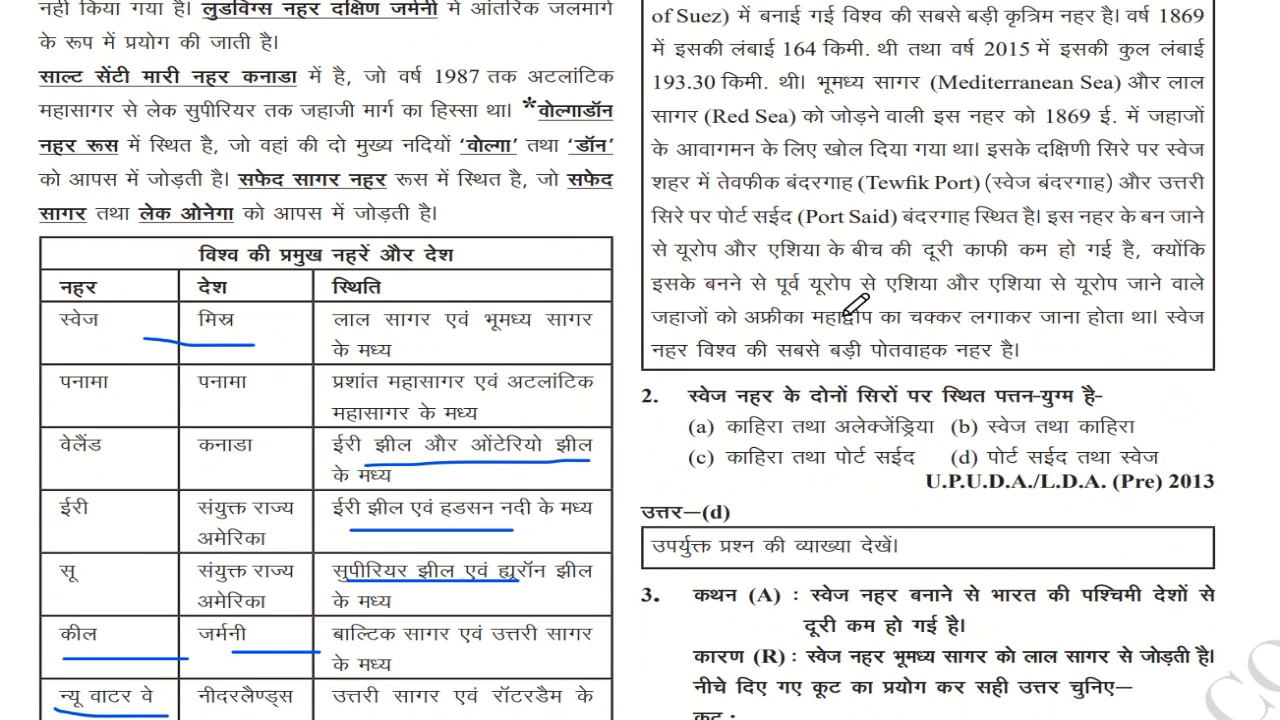 नहीं किया गया है। लुडविग्स नहर दक्षिण जर्मनी में आंतरिक जलमार्ग
के रूप में प्रयोग की जाती है।
साल्ट सेंटी मारी नहर कनाडा में है, जो वर्ष 1987 तक अटलांटिक
महासागर से लेक सुपीरियर तक जहाजी मार्ग का हिस्सा था। *वोल्गाडॉन
नहर रूस में स्थित है, जो वहां की दो मुख्य नदियों ‘वोल्गा’ तथा ‘डॉन’
को आपस में जोड़ती है। सफेद सागर नहर रूस में स्थित है, जो सफेद
सागर तथा लेक ओनेगा को आपस में जोड़ती है।
विश्व की प्रमुख नहरें और देश
नहर देश स्थिति
स्वेज मिस्र लाल सागर एवं भूमध्य सागर
के मध्य
पनामा पनामा प्रशांत महासागर एवं अटलांटिक
महासागर के मध्य
वेलैंड कनाडा ईरी झील और ओंटेरियो झील
के मध्य
ईरी संयुक्त राज्य ईरी झील एवं हडसन नदी के मध्य
अमेरिका
सू संयुक्त राज्य सुपीरियर झील एवं ह्यूरॉन झील
अमेरिका के मध्य
कील जर्मनी बाल्टिक सागर एवं उत्तरी सागर
के मध्य
न्यू वाटर वे नीदरलैण्ड्स उत्तरी सागर एवं रॉटरडैम के
of Suez) में बनाई गई विश्व की सबसे बड़ी कृत्रिम नहर है। वर्ष 1869
में इसकी लंबाई 164 किमी. थी तथा वर्ष 2015 में इसकी कुल लंबाई
193.30 किमी. थी। भूमध्य सागर (Mediterranean Sea) और लाल
सागर (Red Sea) को जोड़ने वाली इस नहर को 1869 ई. में जहाजों
के आवागमन के लिए खोल दिया गया था। इसके दक्षिणी सिरे पर स्वेज
शहर में तेवफीक बंदरगाह (Tewfik Port) (स्वेज बंदरगाह) और उत्तरी
सिरे पर पोर्ट सईद (Port Said) बंदरगाह स्थित है। इस नहर के बन जाने
से यूरोप और एशिया के बीच की दूरी काफी कम हो गई है, क्योंकि
इसके बनने से पूर्व यूरोप से एशिया और एशिया से यूरोप जाने वाले
जहाजों को अफ्रीका महाद्वीप का चक्कर लगाकर जाना होता था। स्वेज
नहर विश्व की सबसे बड़ी पोतवाहक नहर है।
2. स्वेज नहर के दोनों सिरों पर स्थित पत्तन-युग्म है-
(a) काहिरा तथा अलेक्जेंड्रिया (b) स्वेज तथा काहिरा
(c) काहिरा तथा पोर्ट सईद (d) पोर्ट सईद तथा स्वेज
U.P.U.D.A./L.D.A. (Pre) 2013
उत्तर—(d)
उपर्युक्त प्रश्न की व्याख्या देखें।
3. कथन (A) : स्वेज नहर बनाने से भारत की पश्चिमी देशों से
दूरी कम हो गई है।
कारण (R) : स्वेज नहर भूमध्य सागर को लाल सागर से जोड़ती है।
नीचे दिए गए कूट का प्रयोग कर सही उत्तर चुनिए—
कूट :